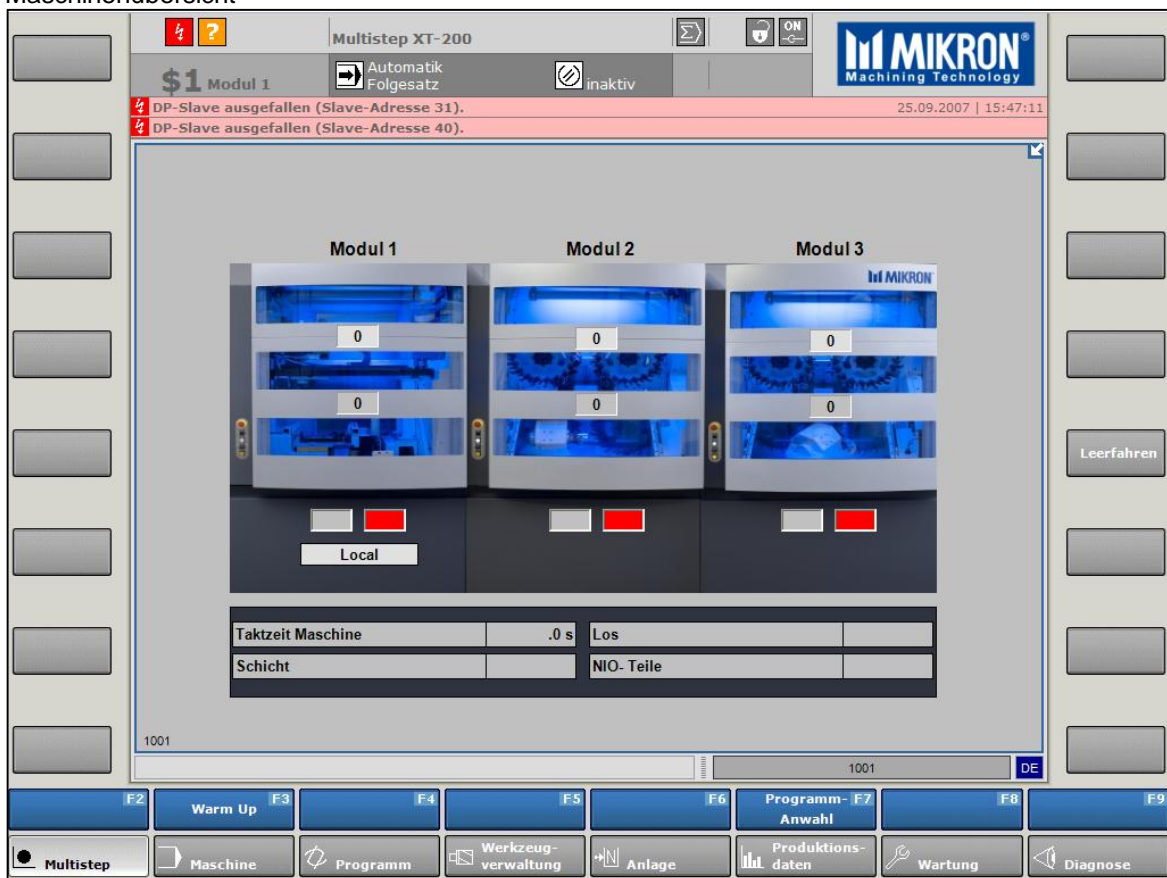 Maschinenübersicht
Multistep XT-200
ON
MIKRON®
Machining Technology
$1 Modul 1
Automatik
Folgesatz
inaktiv
DP-Slave ausgefallen (Slave-Adresse 31).
25.09.2007 | 15:47:11
DP-Slave ausgefallen (Slave-Adresse 40).
Modul 1
Modul 2
Modul 3
MIKRON
0
0
0
0
0
0
Leerfahren
Local
Taktzeit Maschine
.0 s
Los
Schicht
NIO- Teile
1001
1001
DE
F2
Warm Up
F3
F4
F5
F6
Programm-
F7
Anwahl
F8
F9
Multistep
Maschine
Programm
Werkzeug-
verwaltung
Anlage
Produktions-
daten
Wartung
Diagnose